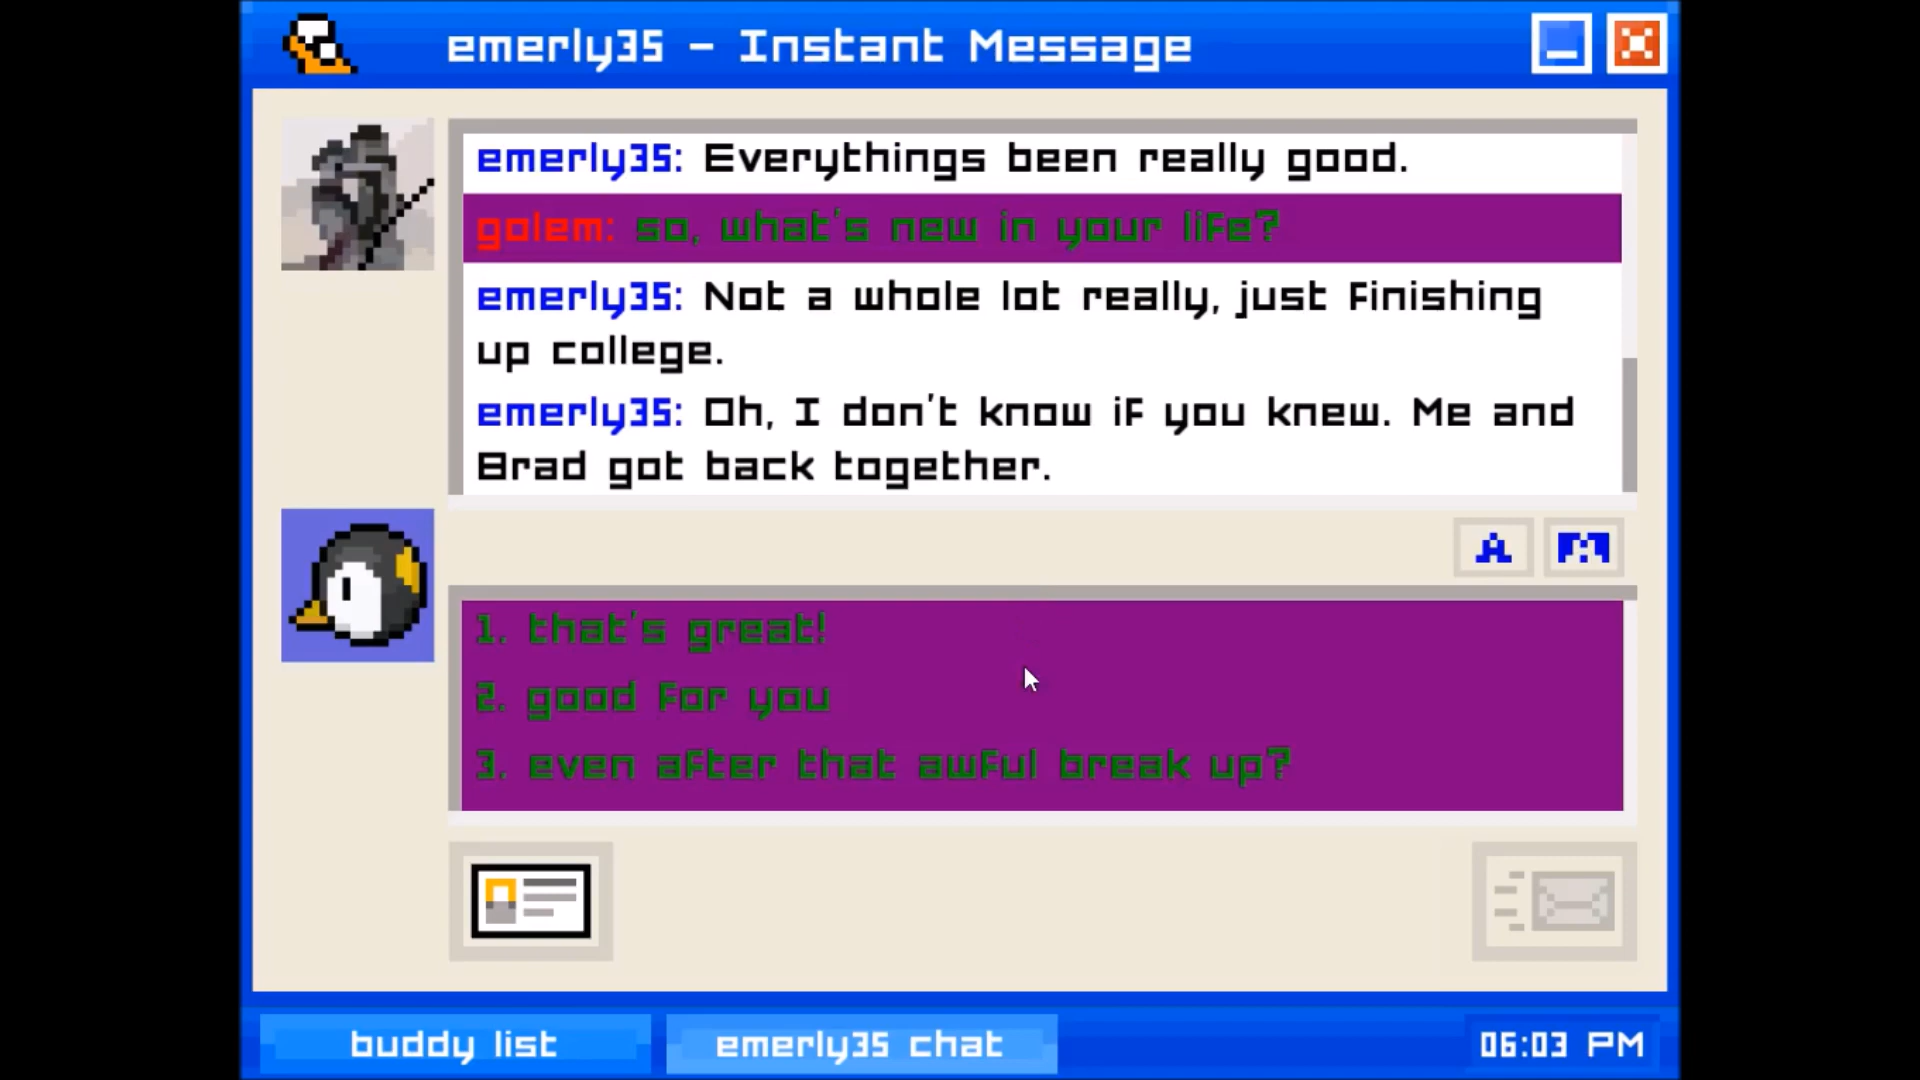 emerly35 - Instant Message
emerly35: Everythings been really good.
golem: so, what's new in your life?
emerly35: Not a whole lot really, just finishing
up college.
emerly35: Oh, I don't know if you knew. Me and
Brad got back together.
A
1. that's great!
2. good for you
3. even after that awful break up?
buddy list
emerly35 chat
06:03 PM